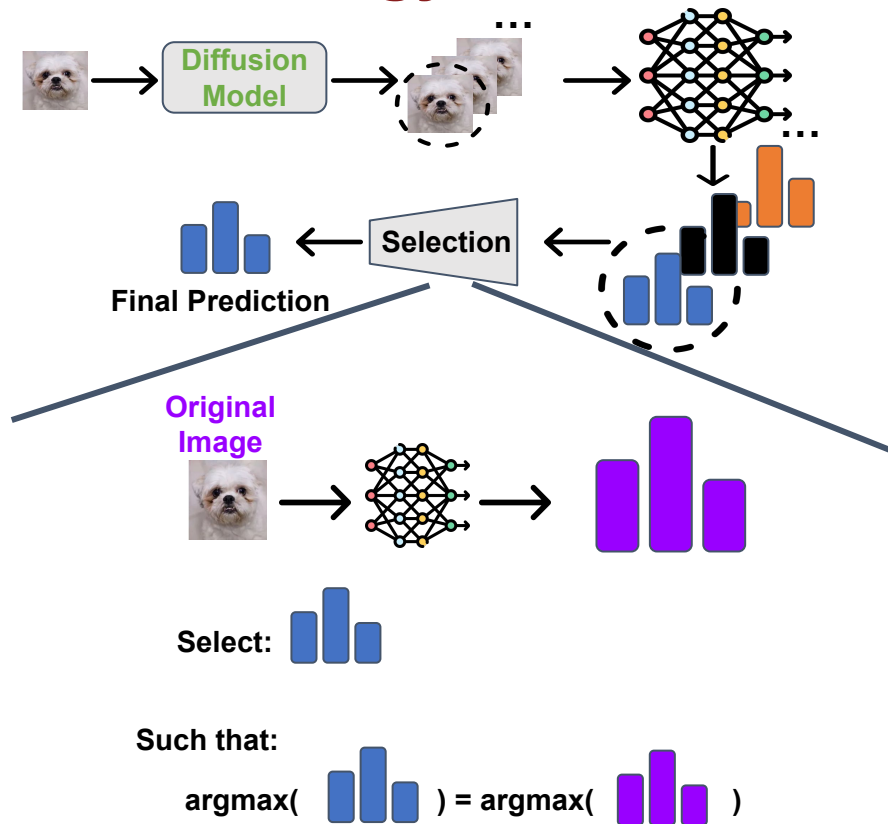 ...
Diffusion
Model
...
Selection
Final Prediction
Original
Image
Select:
Such that:
argmax( ) = argmax( )